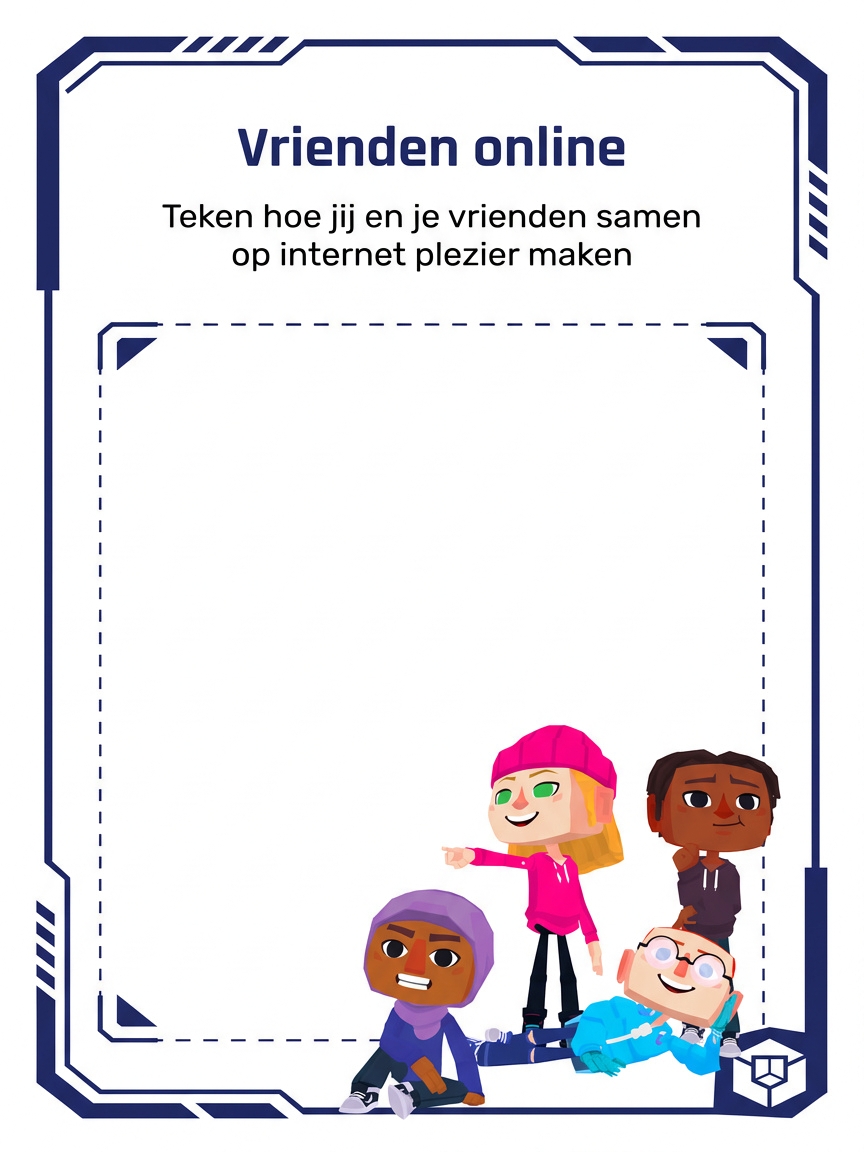 Vrienden online
Teken hoe jij en je vrienden samen
op internet plezier maken